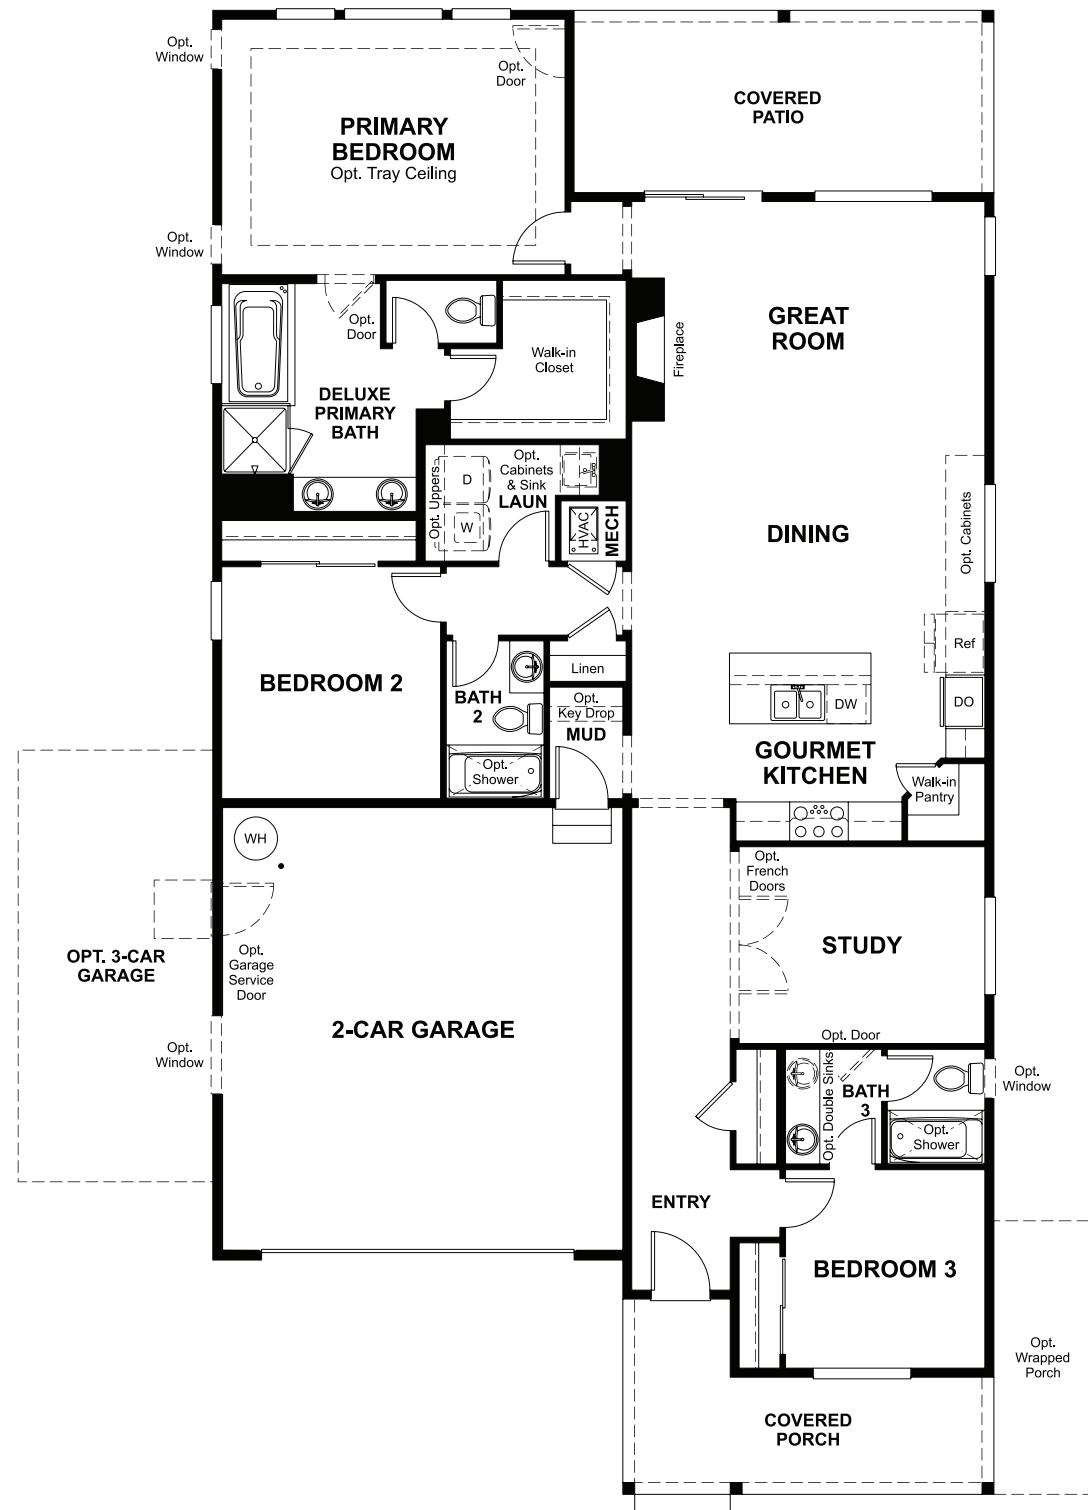 Opt.
Window
Opt.
Door
PRIMARY
BEDROOM
Opt. Tray Ceiling
COVERED
PATIO
Opt.
Window
Opt.
Door
Walk-in
Closet
Fireplace
GREAT
ROOM
DELUXE
PRIMARY
BATH
Opt. Uppers
D
W
Opt.
Cabinets
& Sink
LAUN
HVAC
MECH
DINING
Opt. Cabinets
Ref
DO
DW
GOURMET
KITCHEN
Walk-in
Pantry
BEDROOM 2
BATH
2
Linen
Opt.
Key Drop
MUD
Opt.
Shower
WH
Opt.
Garage
Service
Door
OPT. 3-CAR
GARAGE
2-CAR GARAGE
Opt.
Window
Opt.
French
Doors
STUDY
Opt. Door
Opt. Double Sinks
BATH
3
Opt.
Shower
Opt.
Window
ENTRY
BEDROOM 3
Opt.
Wrapped
Porch
COVERED
PORCH